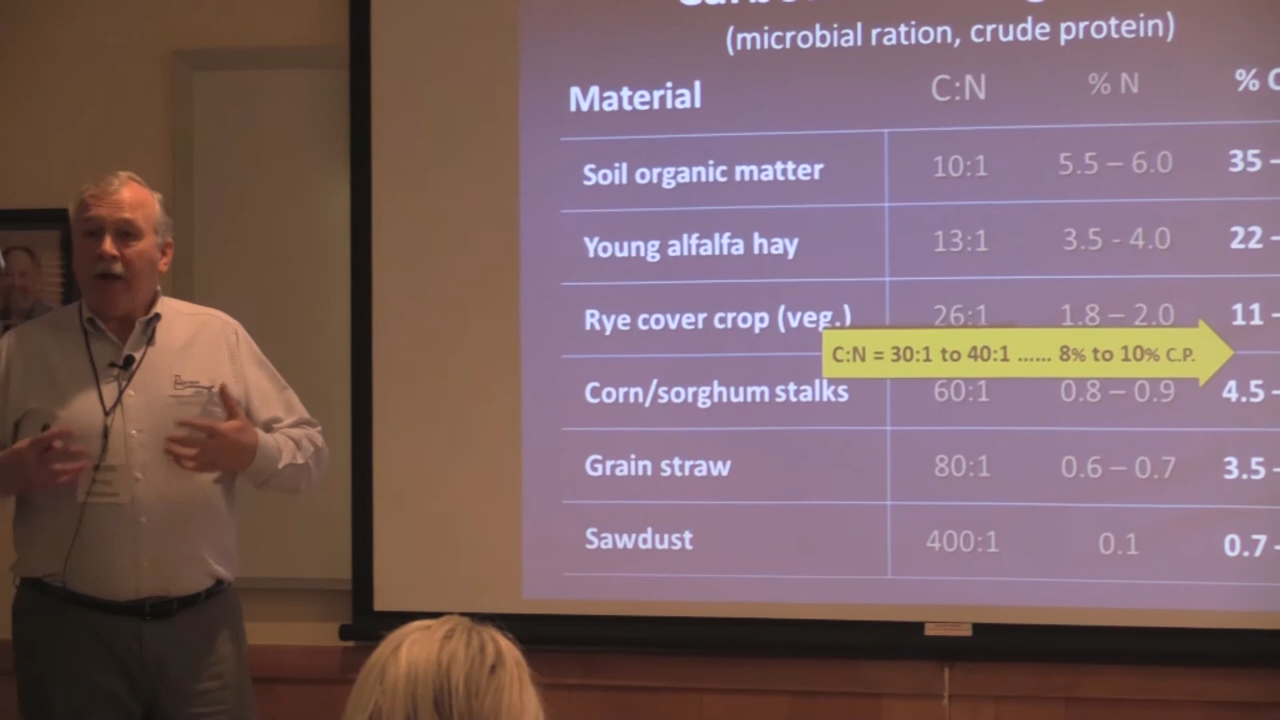 (microbial ration, crude protein)
Material C:N % N %
Soil organic matter 10:1 5.5 – 6.0 35 –
Young alfalfa hay 13:1 3.5 - 4.0 22 –
Rye cover crop (veg.) 26:1 1.8 – 2.0 11 –
C:N = 30:1 to 40:1 ...... 8% to 10% C.P.
Corn/sorghum stalks 60:1 0.8 – 0.9 4.5 -
Grain straw 80:1 0.6 – 0.7 3.5 -
Sawdust 400:1 0.1 0.7 -